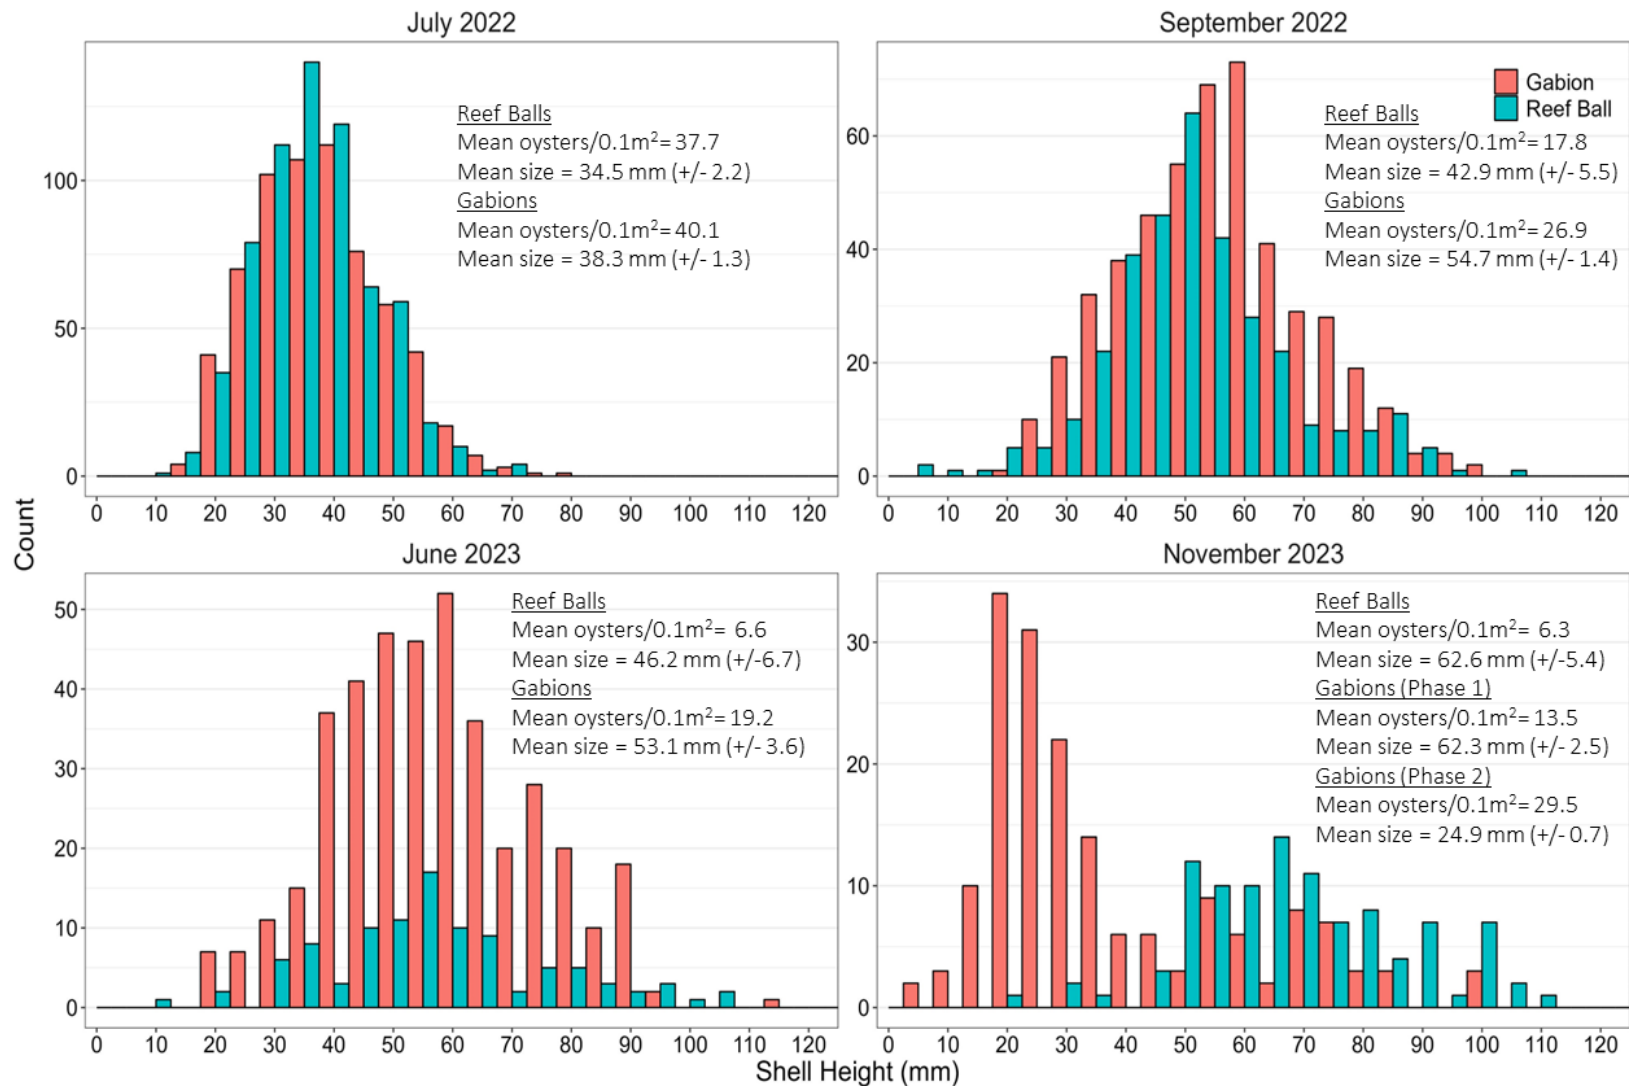 July 2022
100
50
0
0 10 20 30 40 50 60 70 80 90 100 110 120
Reef Balls
Mean oysters/0.1m²= 37.7
Mean size = 34.5 mm (+/- 2.2)
Gabions
Mean oysters/0.1m²= 40.1
Mean size = 38.3 mm (+/- 1.3)
September 2022
Gabion
Reef Ball
60
40
20
0
0 10 20 30 40 50 60 70 80 90 100 110 120
Reef Balls
Mean oysters/0.1m²= 17.8
Mean size = 42.9 mm (+/- 5.5)
Gabions
Mean oysters/0.1m²= 26.9
Mean size = 54.7 mm (+/- 1.4)
Count
June 2023
50
40
30
20
10
0
0 10 20 30 40 50 60 70 80 90 100 110 120
Reef Balls
Mean oysters/0.1m²= 6.6
Mean size = 46.2 mm (+/-6.7)
Gabions
Mean oysters/0.1m²= 19.2
Mean size = 53.1 mm (+/- 3.6)
November 2023
30
20
10
0
0 10 20 30 40 50 60 70 80 90 100 110 120
Reef Balls
Mean oysters/0.1m²= 6.3
Mean size = 62.6 mm (+/-5.4)
Gabions (Phase 1)
Mean oysters/0.1m²= 13.5
Mean size = 62.3 mm (+/- 2.5)
Gabions (Phase 2)
Mean oysters/0.1m²= 29.5
Mean size = 24.9 mm (+/- 0.7)
Shell Height (mm)